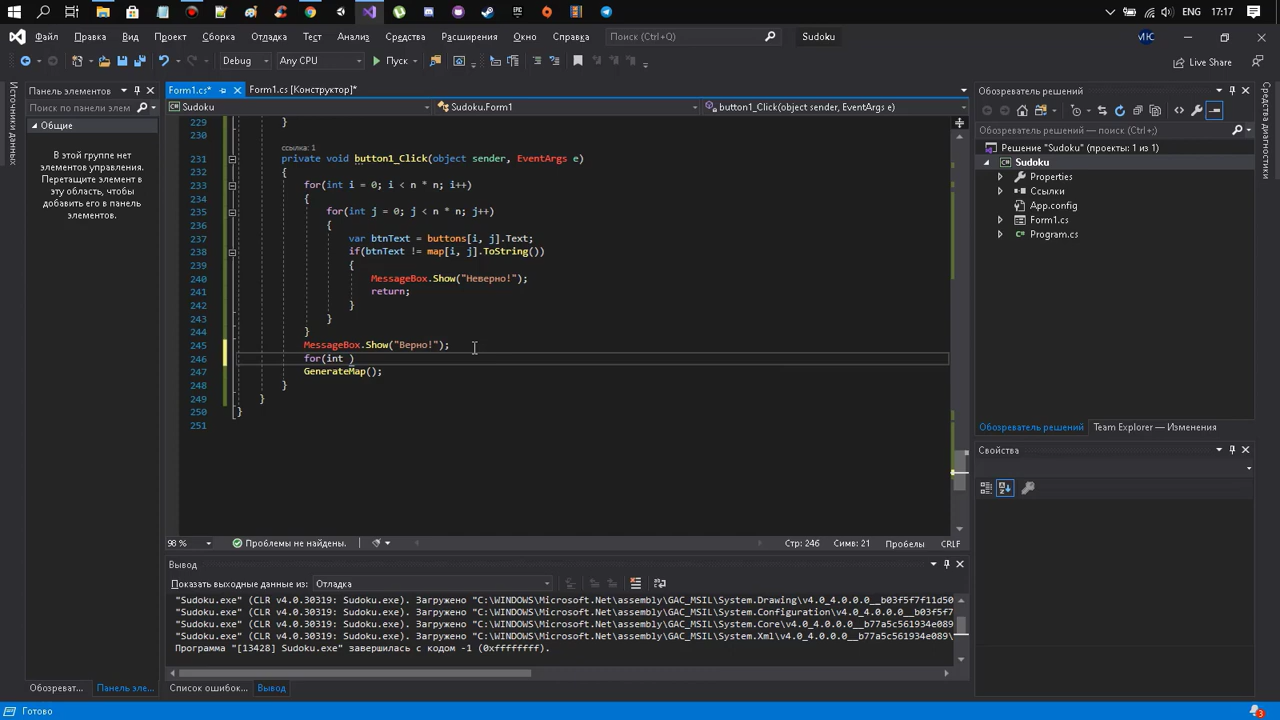 ENG 17:17
Файл Правка Вид Проект Сборка Отладка Тест Анализ Средства Расширения Окно Справка Поиск (Ctrl+Q) Sudoku МК
Debug Any CPU Пуск Live Share
Источники данных
Панель элементов
Поиск по панели элемен
Общие
В этой группе нет
элементов управления.
Перетащите элемент в
эту область, чтобы
добавить его в панель
элементов.
Обозреват... Панель эле...
Form1.cs* Form1.cs [Конструктор]*
Sudoku Sudoku.Form1 button1_Click(object sender, EventArgs e)
229 }
230
ссылка: 1
231 private void button1_Click(object sender, EventArgs e)
232 {
233 for(int i = 0; i < n * n; i++)
234 {
235 for(int j = 0; j < n * n; j++)
236 {
237 var btnText = buttons[i, j].Text;
238 if(btnText != map[i, j].ToString())
239 {
240 MessageBox.Show("Неверно!");
241 return;
242 }
243 }
244 }
245 MessageBox.Show("Верно!");
246 for(int )
247 GenerateMap();
248 }
249 }
250 }
251
98 % Проблемы не найдены. Стр: 246 Симв: 21 Пробелы CRLF
Вывод
Показать выходные данные из: Отладка
"Sudoku.exe" (CLR v4.0.30319: Sudoku.exe). Загружено "C:\WINDOWS\Microsoft.Net\assembly\GAC_MSIL\System.Drawing\v4.0_4.0.0.0__b03f5f7f11d50
"Sudoku.exe" (CLR v4.0.30319: Sudoku.exe). Загружено "C:\WINDOWS\Microsoft.Net\assembly\GAC_MSIL\System.Configuration\v4.0_4.0.0.0__b03f5f7
"Sudoku.exe" (CLR v4.0.30319: Sudoku.exe). Загружено "C:\WINDOWS\Microsoft.Net\assembly\GAC_MSIL\System.Core\v4.0_4.0.0.0__b77a5c561934e089
"Sudoku.exe" (CLR v4.0.30319: Sudoku.exe). Загружено "C:\WINDOWS\Microsoft.Net\assembly\GAC_MSIL\System.Xml\v4.0_4.0.0.0__b77a5c561934e089\
Программа "[13428] Sudoku.exe" завершилась с кодом -1 (0xffffffff).
Список ошибок... Вывод
Обозреватель решений
Обозреватель решений — поиск (Ctrl+;)
Решение "Sudoku" (проекты: 1 из 1)
Sudoku
Properties
Ссылки
App.config
Form1.cs
Program.cs
Обозреватель решений Team Explorer — Изменения
Свойства
Средства диагностики
Готово 3